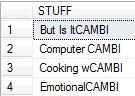 STUFF
1 But Is ItCAMBI
2 Computer CAMBI
3 Cooking wCAMBI
4 EmotionalCAMBI